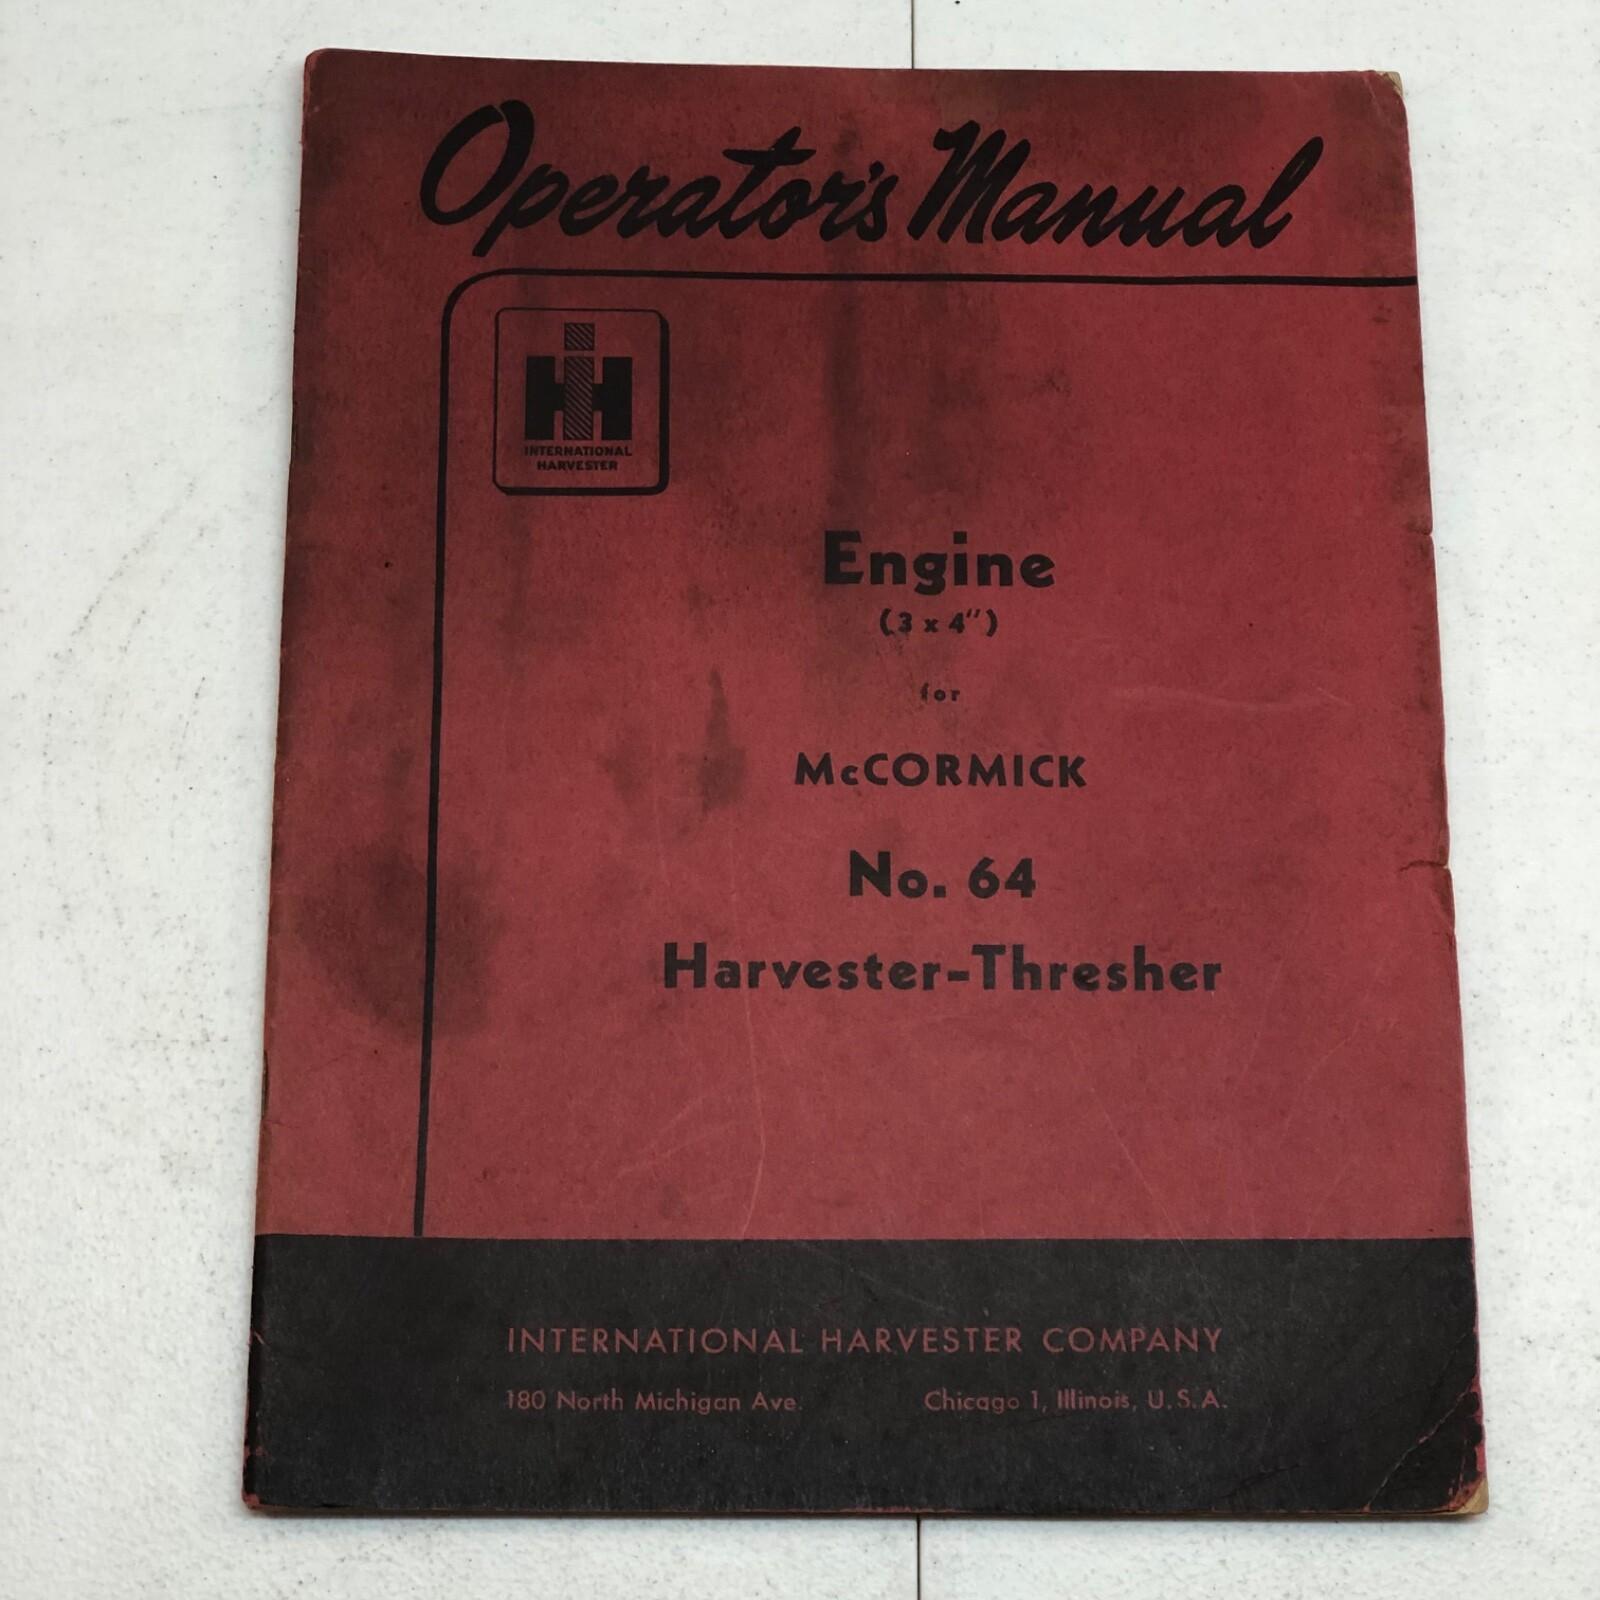 Operator's Manual
IH
INTERNATIONAL
HARVESTER
Engine
(3 x 4")
for
McCORMICK
No. 64
Harvester-Thresher
INTERNATIONAL HARVESTER COMPANY
180 North Michigan Ave. Chicago 1, Illinois, U.S.A.